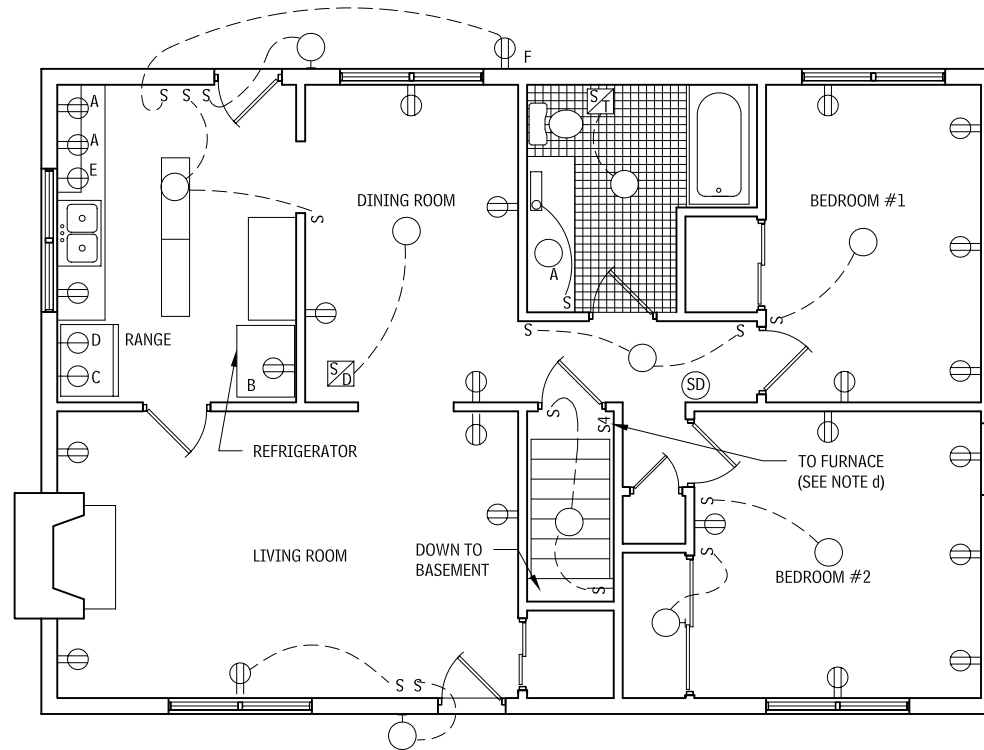 F
S S S
A
A
E
S
T
DINING ROOM
BEDROOM #1
S
A
S
S
S
S
D
RANGE
S
D
C
B
SD
S
S4
REFRIGERATOR
TO FURNACE
(SEE NOTE d)
S
DOWN TO
BASEMENT
LIVING ROOM
S
BEDROOM #2
S
S S